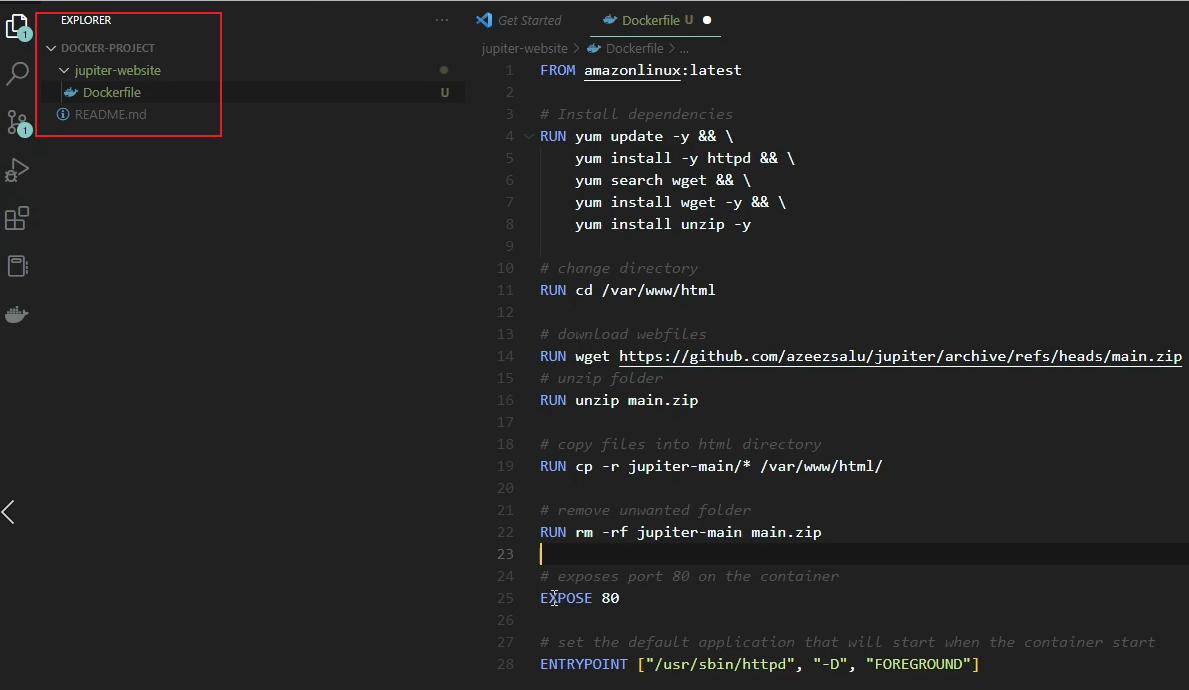 EXPLORER
DOCKER-PROJECT
jupiter-website
Dockerfile U
README.md
1
1
Get Started
Dockerfile U
jupiter-website > Dockerfile > ...
1 FROM amazonlinux:latest
2
3 # Install dependencies
4 RUN yum update -y && \
5 yum install -y httpd && \
6 yum search wget && \
7 yum install wget -y && \
8 yum install unzip -y
9
10 # change directory
11 RUN cd /var/www/html
12
13 # download webfiles
14 RUN wget https://github.com/azeezsalu/jupiter/archive/refs/heads/main.zip
15 # unzip folder
16 RUN unzip main.zip
17
18 # copy files into html directory
19 RUN cp -r jupiter-main/* /var/www/html/
20
21 # remove unwanted folder
22 RUN rm -rf jupiter-main main.zip
23
24 # exposes port 80 on the container
25 EXPOSE 80
26
27 # set the default application that will start when the container start
28 ENTRYPOINT ["/usr/sbin/httpd", "-D", "FOREGROUND"]